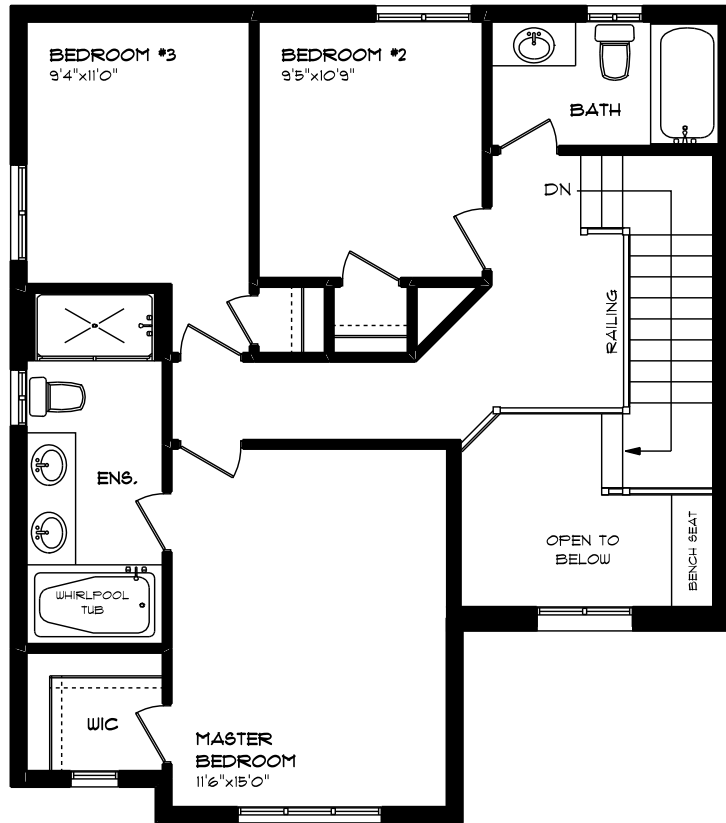 BEDROOM #3
9'4"x11'0"
BEDROOM #2
9'5"x10'9"
BATH
DN
RAILING
ENS.
WHIRLPOOL
TUB
OPEN TO
BELOW
BENCH SEAT
WIC
MASTER
BEDROOM
11'6"x15'0"